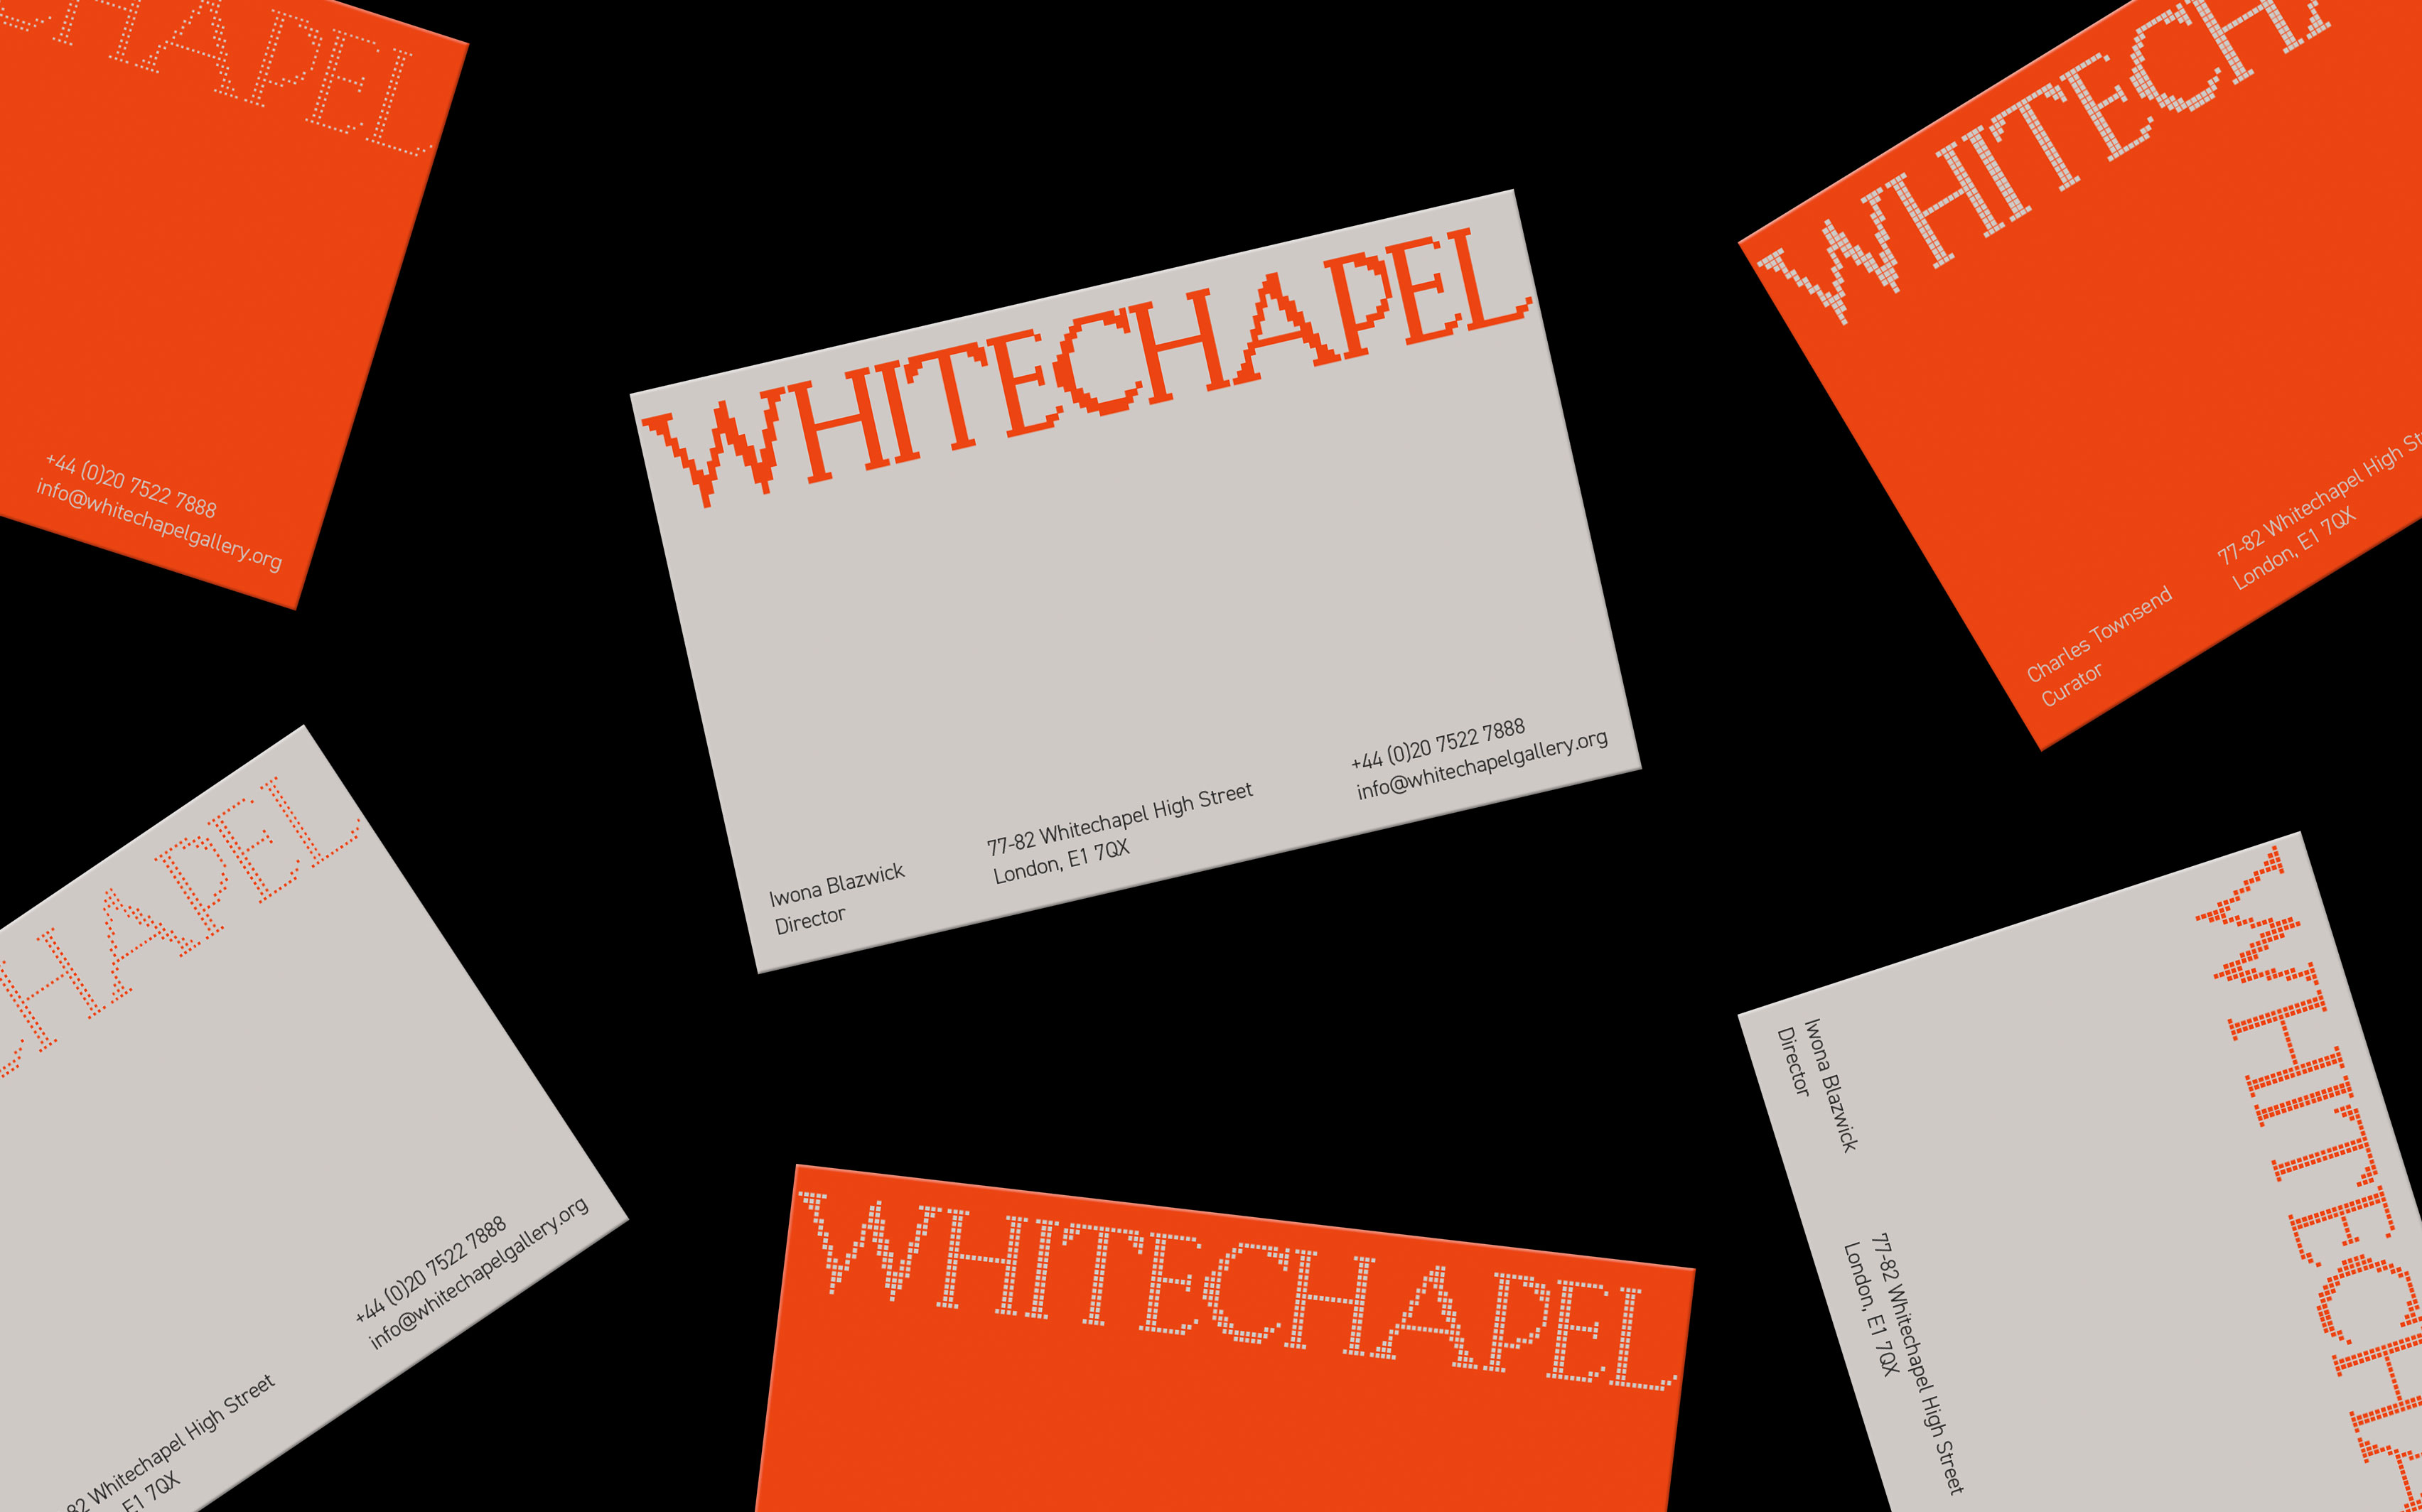 CHAPEL
+44 (0)20 7522 7888
info@whitechapelgallery.org
WHITECHAPEL
Iwona Blazwick
Director
77-82 Whitechapel High Street
London, E1 7QX
+44 (0)20 7522 7888
info@whitechapelgallery.org
WHITECH
Charles Townsend
Curator
77-82 Whitechapel High St
London, E1 7QX
CHAPEL
82 Whitechapel High Street
E1 7QX
+44 (0)20 7522 7888
info@whitechapelgallery.org
WHITECHAPEL
WHITECHA
Iwona Blazwick
Director
77-82 Whitechapel High Street
London, E1 7QX